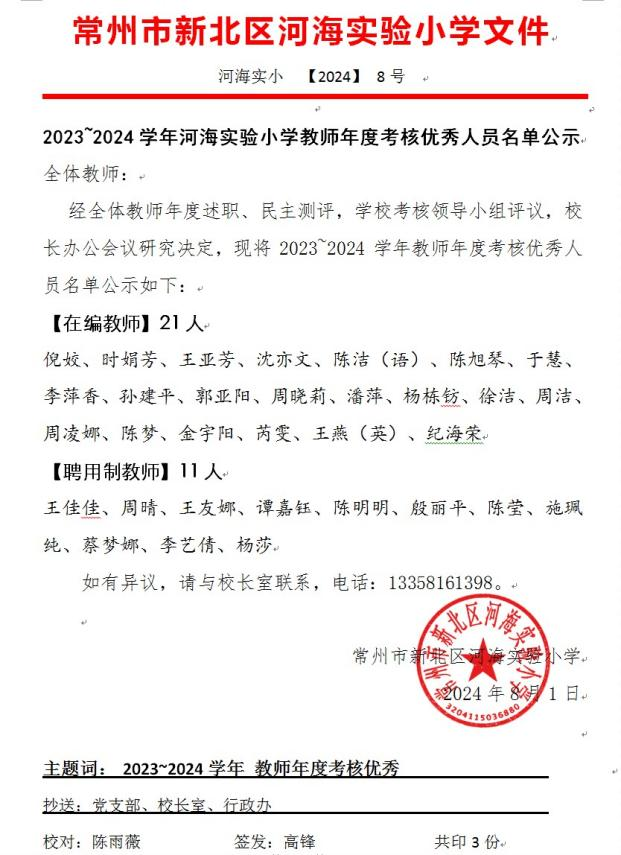 常州市新北区河海实验小学文件
河海实小 【2024】 8 号
2023~2024 学年河海实验小学教师年度考核优秀人员名单公示
全体教师：
经全体教师年度述职、民主测评，学校考核领导小组评议，校
长办公会议研究决定，现将 2023~2024 学年教师年度考核优秀人
员名单公示如下：
【在编教师】21 人
倪姣、时娟芳、王亚芳、沈亦文、陈洁（语）、陈旭琴、于慧、
李萍香、孙建平、郭亚阳、周晓莉、潘萍、杨栋钫、徐洁、周洁、
周凌娜、陈梦、金宇阳、芮雯、王燕（英）、纪海荣
【聘用制教师】11 人
王佳佳、周晴、王友娜、谭嘉钰、陈明明、殷丽平、陈莹、施珮
纯、蔡梦娜、李艺倩、杨莎
如有异议，请与校长室联系，电话：13358161398。
常州市新北区河海实验小学
常州市新北区河海实验小学
2024 年 8 月 1 日
3204115036880
主题词： 2023~2024 学年 教师年度考核优秀
抄送：党支部、校长室、行政办
校对：陈雨薇 签发：高锋 共印 3 份